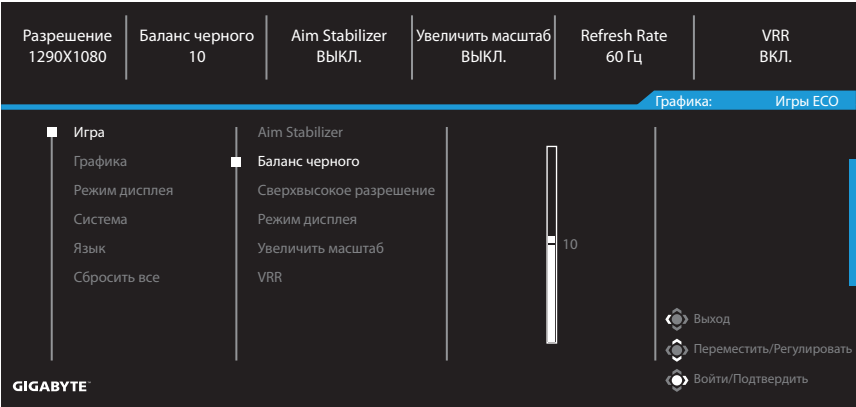 Разрешение
1290X1080
Баланс черного
10
Aim Stabilizer
ВЫКЛ.
Увеличить масштаб
ВЫКЛ.
Refresh Rate
60 Гц
VRR
ВКЛ.
Графика: Игры ECO
Игра
Графика
Режим дисплея
Система
Язык
Сбросить все
Aim Stabilizer
Баланс черного
Сверхвысокое разрешение
Режим дисплея
Увеличить масштаб
VRR
10
Выход
Переместить/Регулировать
Войти/Подтвердить
GIGABYTE™